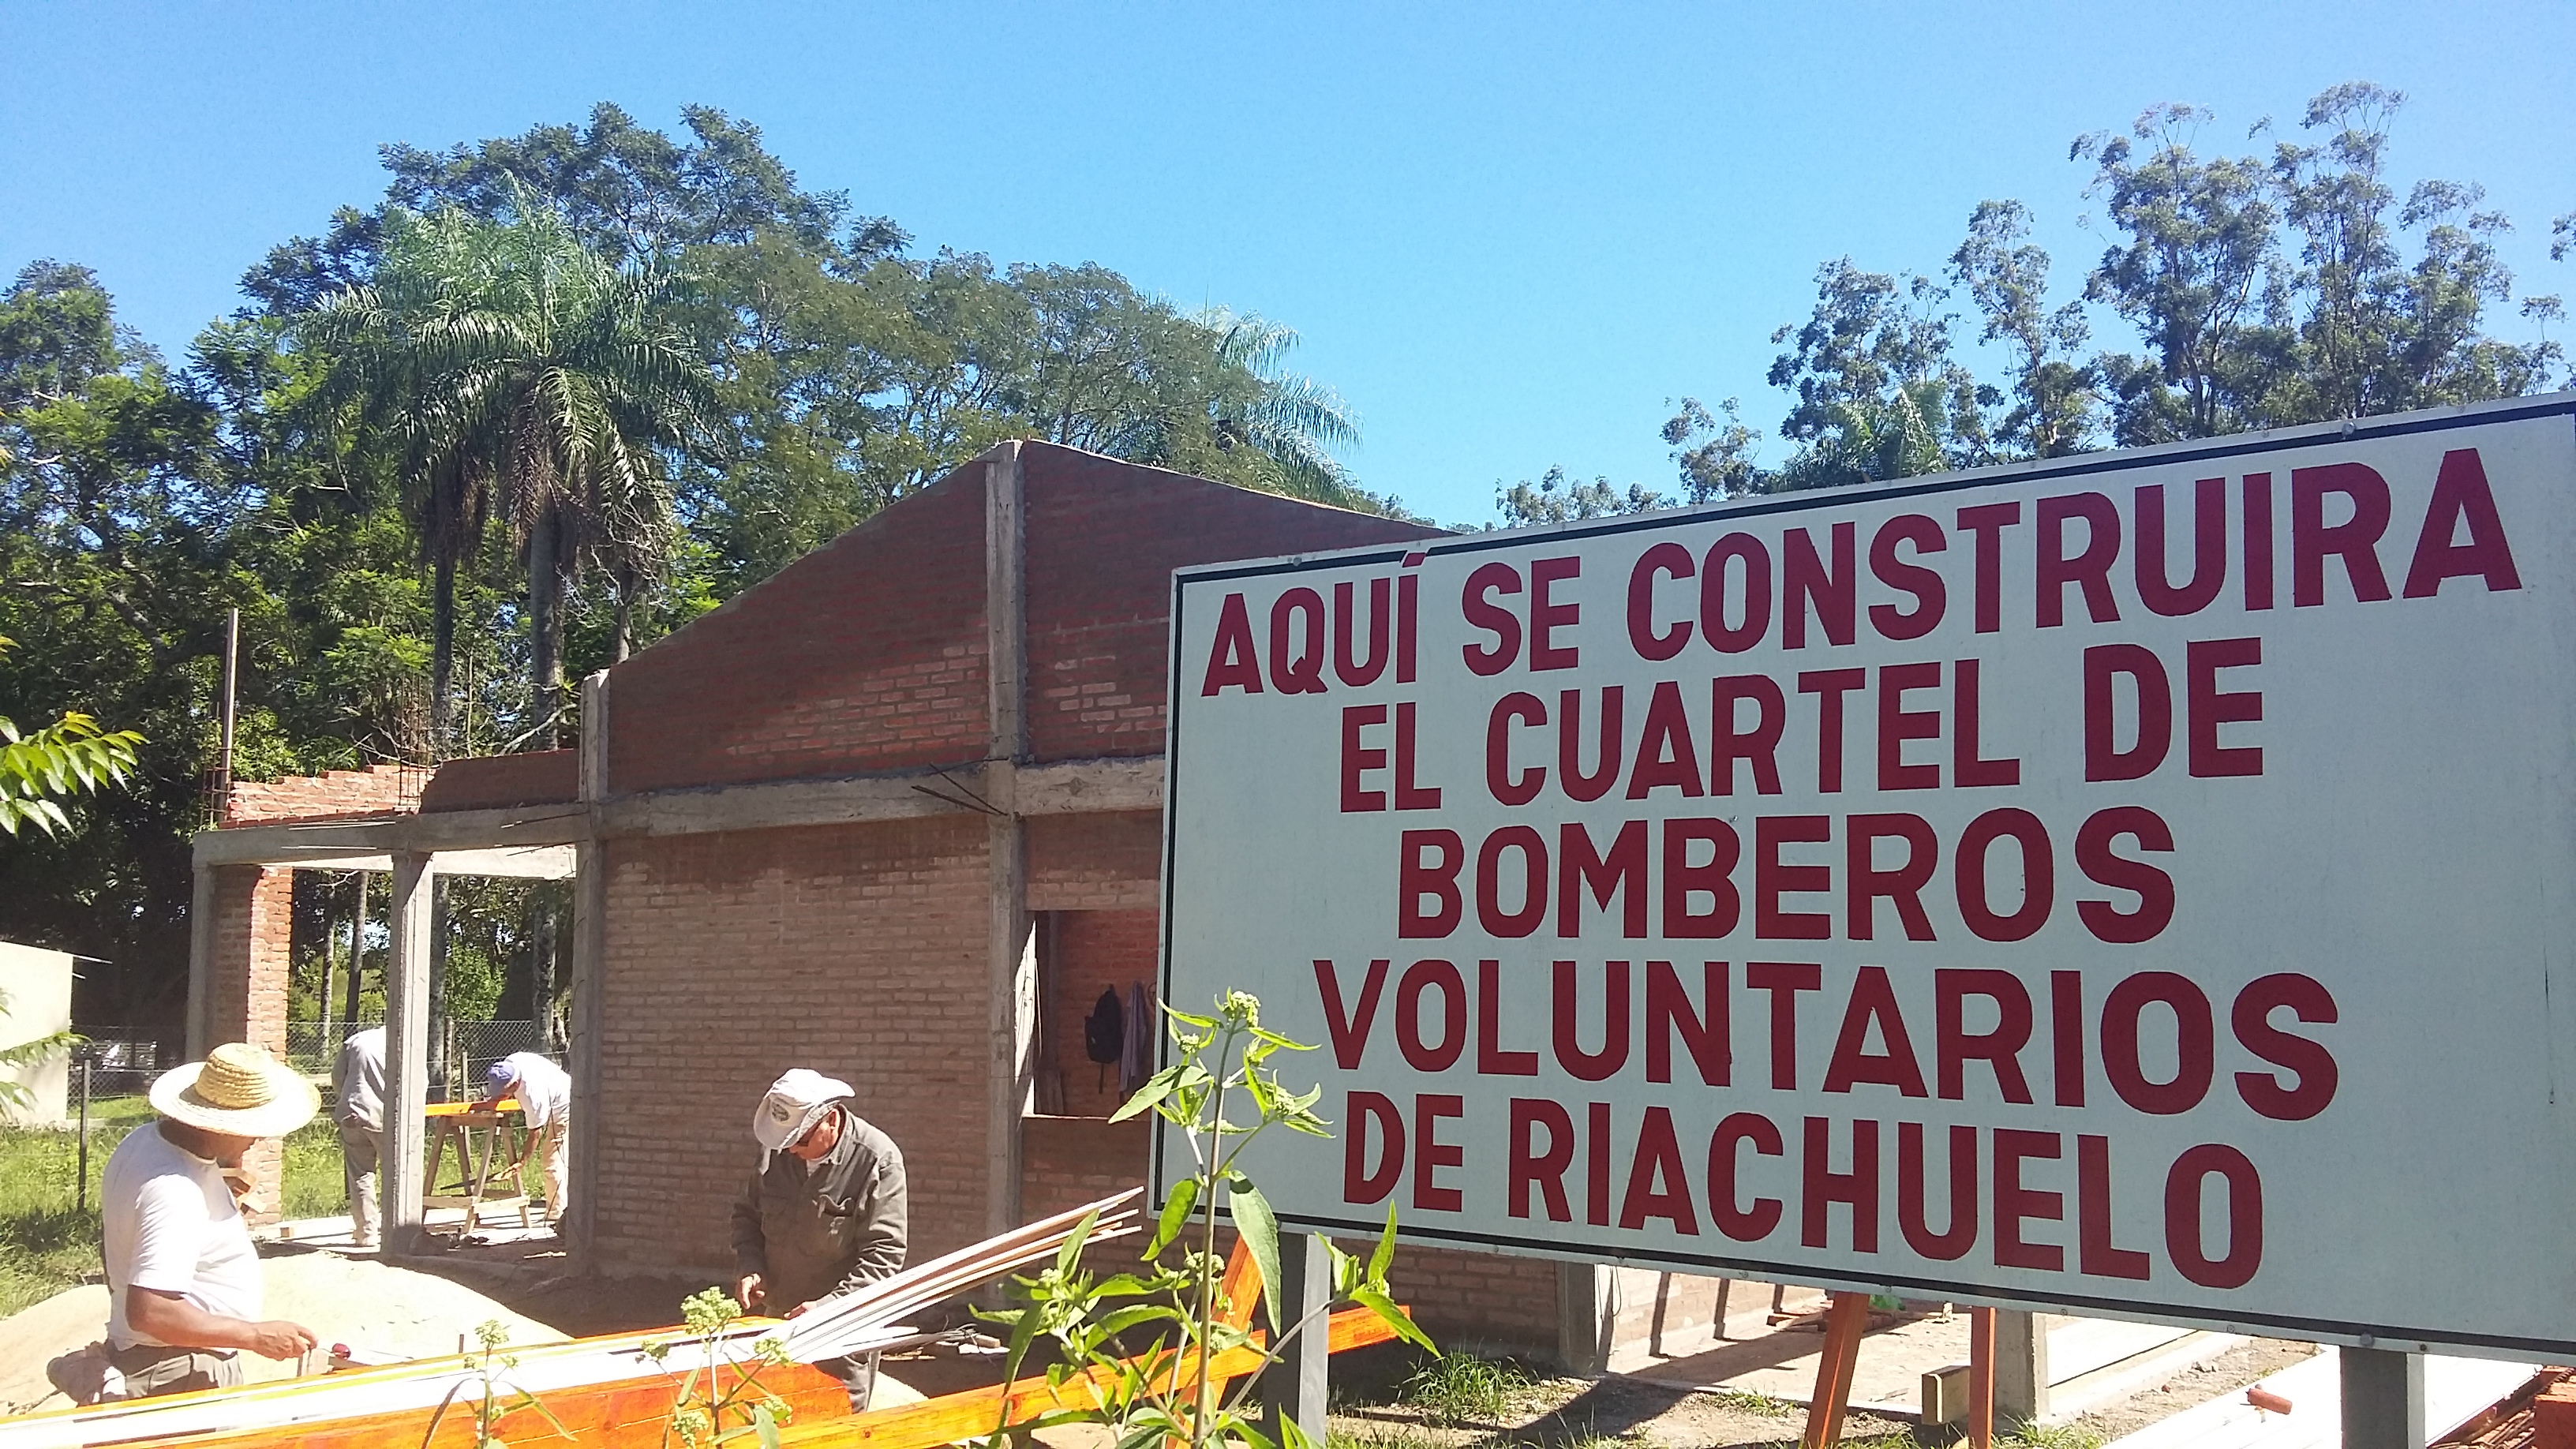 AQUÍ SE CONSTRUIRA
EL CUARTEL DE
BOMBEROS
VOLUNTARIOS
DE RIACHUELO